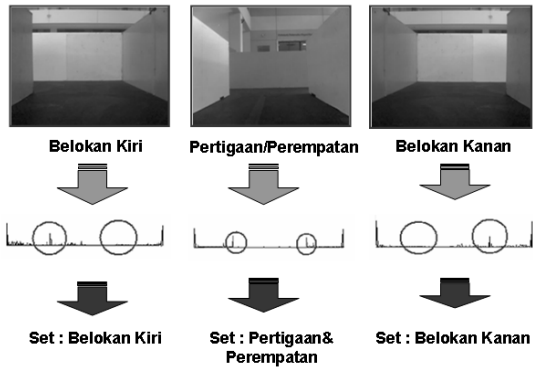 Belokan Kiri
Pertigaan/Perempatan
Belokan Kanan
Set : Belokan Kiri
Set : Pertigaan&
Perempatan
Set : Belokan Kanan